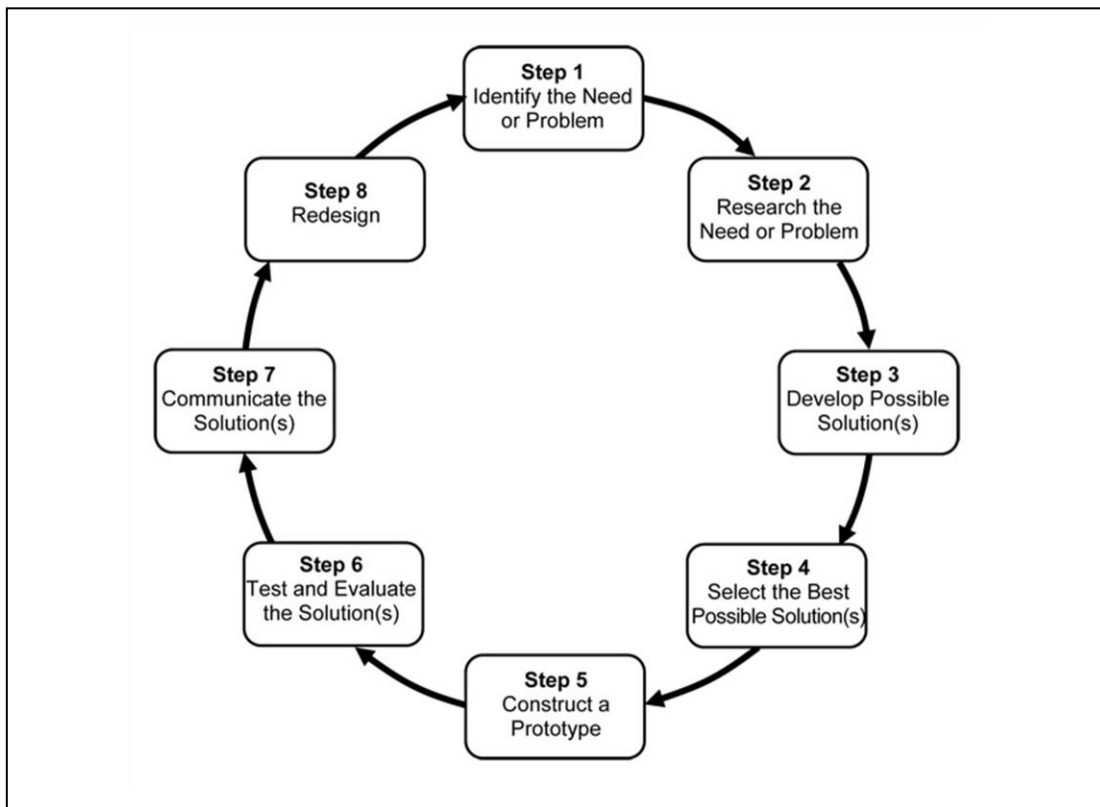 Step 1
Identify the Need
or Problem
Step 2
Research the
Need or Problem
Step 3
Develop Possible
Solution(s)
Step 4
Select the Best
Possible Solution(s)
Step 5
Construct a
Prototype
Step 6
Test and Evaluate
the Solution(s)
Step 7
Communicate the
Solution(s)
Step 8
Redesign